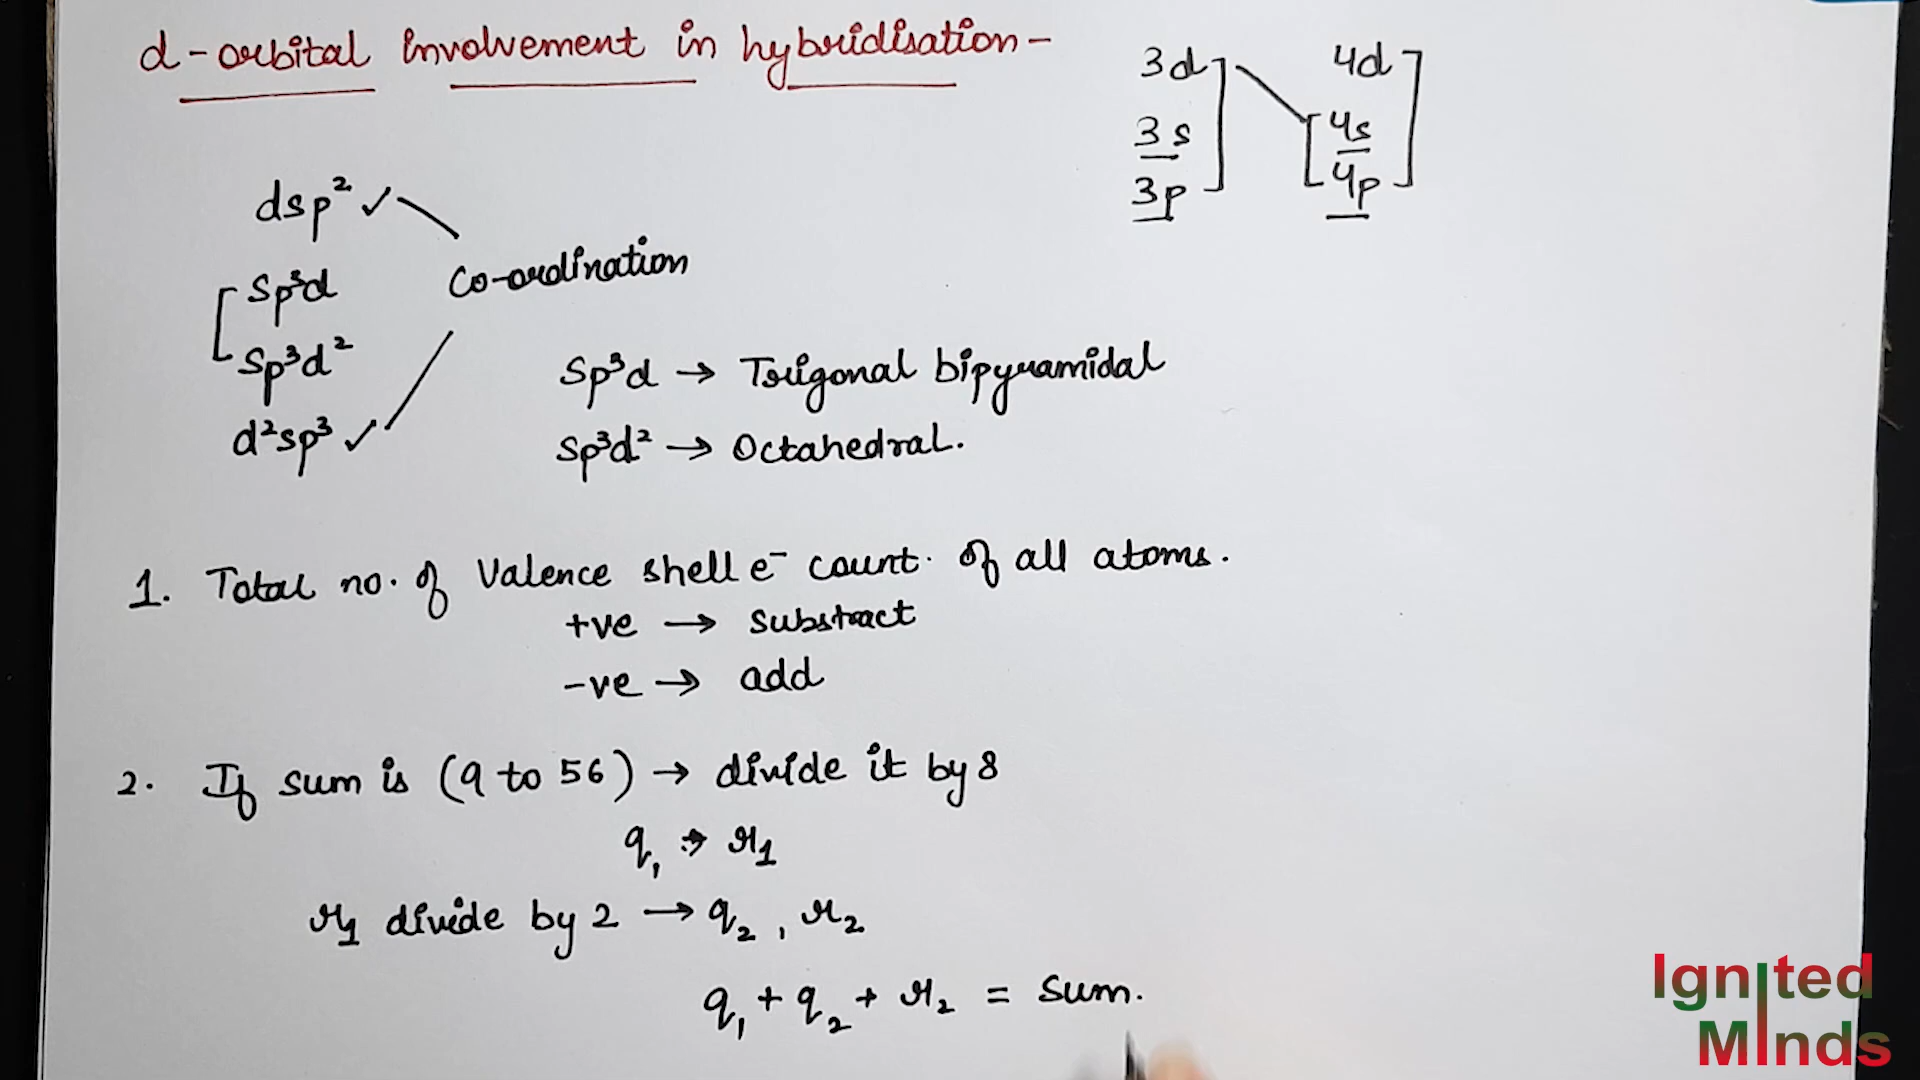 d-orbital involvement in hybridisation-
3d 4d
3s 4s
3p 4p
dsp² ✓
sp³d
sp³d²
d²sp³ ✓
Co-ordination
sp³d → Trigonal bipyramidal
sp³d² → Octahedral.
1. Total no. of Valence shell e⁻ count. of all atoms.
+ve → substract
-ve → add
2. If sum is (9 to 56) → divide it by 8
q₁ → r₁
r₁ divide by 2 → q₂, r₂
q₁ + q₂ + r₂ = sum.
Ignited
Minds